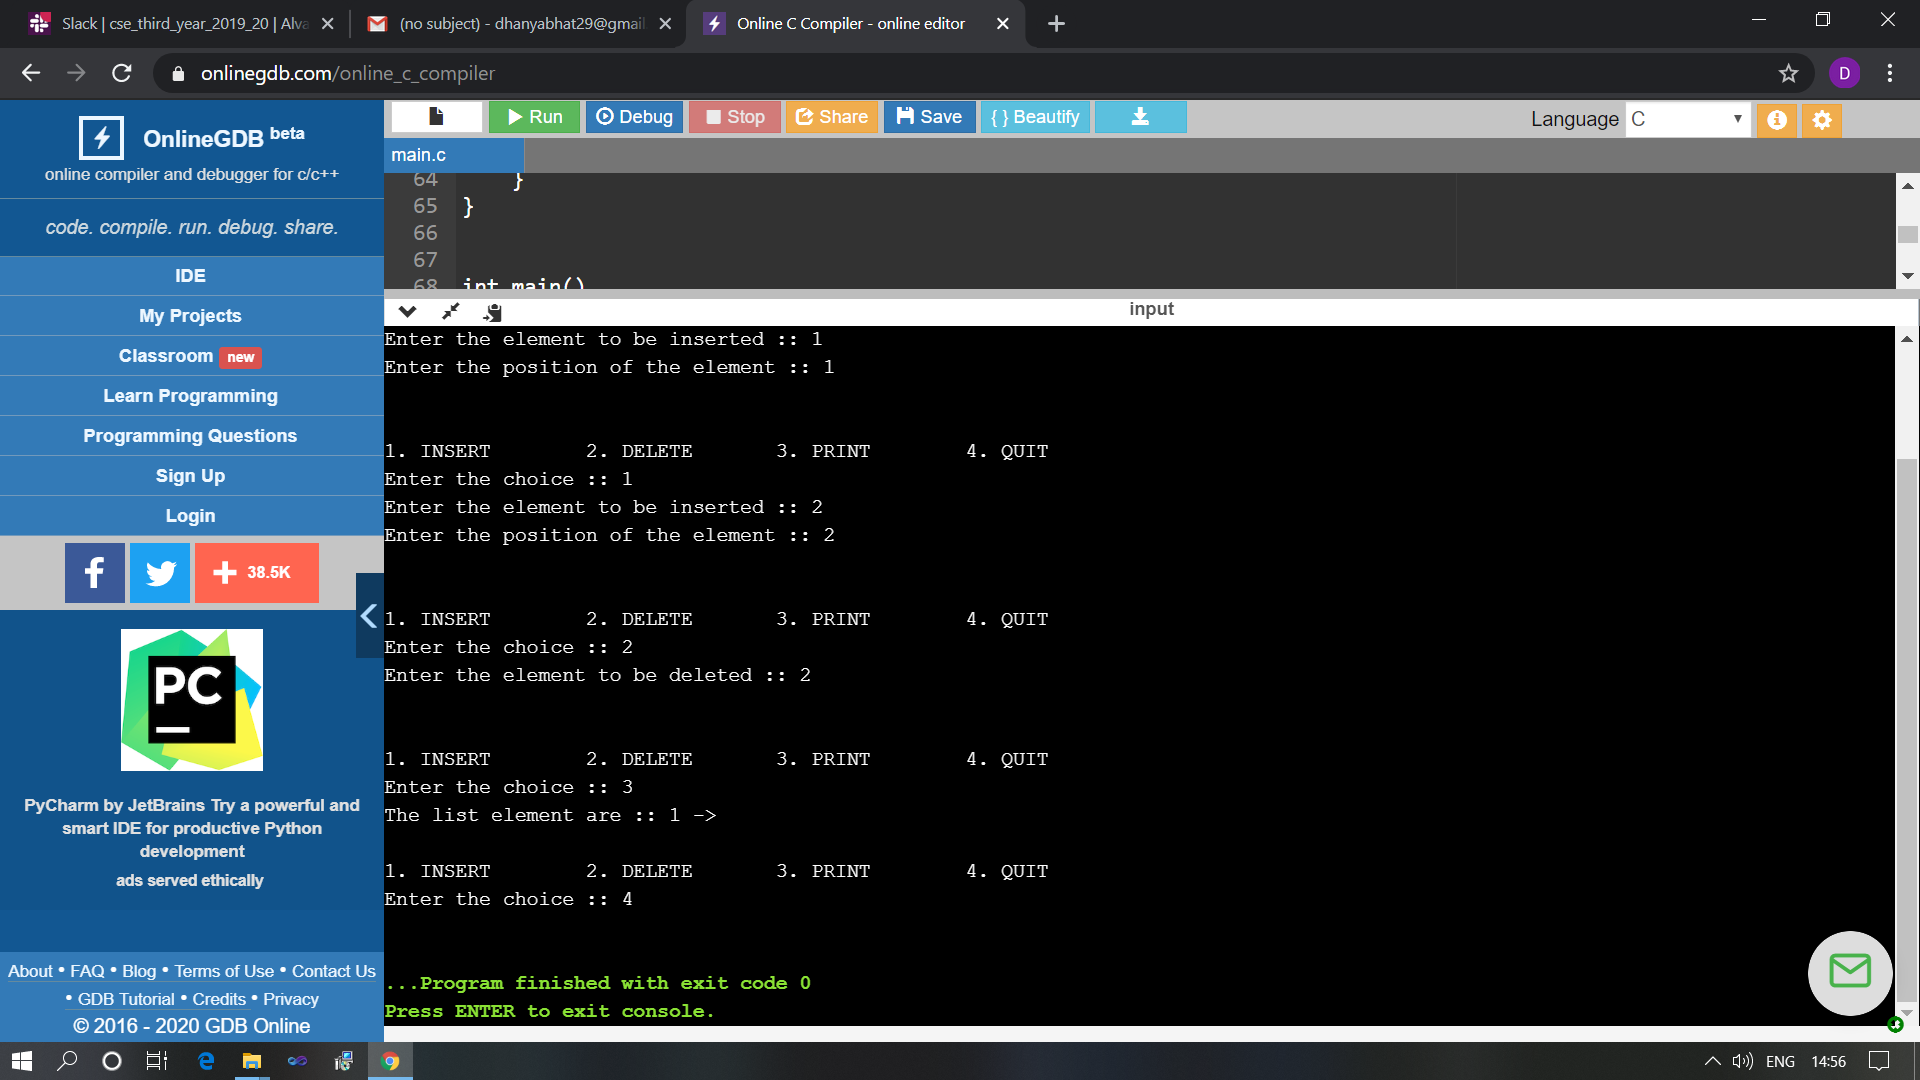 Slack | cse_third_year_2019_20 | Alva
(no subject) - dhanyabhat29@gmail
Online C Compiler - online editor
onlinegdb.com/online_c_compiler
D
OnlineGDB beta
online compiler and debugger for c/c++
code. compile. run. debug. share.
IDE
My Projects
Classroom new
Learn Programming
Programming Questions
Sign Up
Login
38.5K
PC
PyCharm by JetBrains Try a powerful and
smart IDE for productive Python
development
ads served ethically
About • FAQ • Blog • Terms of Use • Contact Us
• GDB Tutorial • Credits • Privacy
© 2016 - 2020 GDB Online
Run Debug Stop Share Save { } Beautify
Language C
main.c
64 }
65 }
66
67
68 int main()
input
Enter the element to be inserted :: 1
Enter the position of the element :: 1
1. INSERT 2. DELETE 3. PRINT 4. QUIT
Enter the choice :: 1
Enter the element to be inserted :: 2
Enter the position of the element :: 2
1. INSERT 2. DELETE 3. PRINT 4. QUIT
Enter the choice :: 2
Enter the element to be deleted :: 2
1. INSERT 2. DELETE 3. PRINT 4. QUIT
Enter the choice :: 3
The list element are :: 1 ->
1. INSERT 2. DELETE 3. PRINT 4. QUIT
Enter the choice :: 4
...Program finished with exit code 0
Press ENTER to exit console.
ENG 14:56